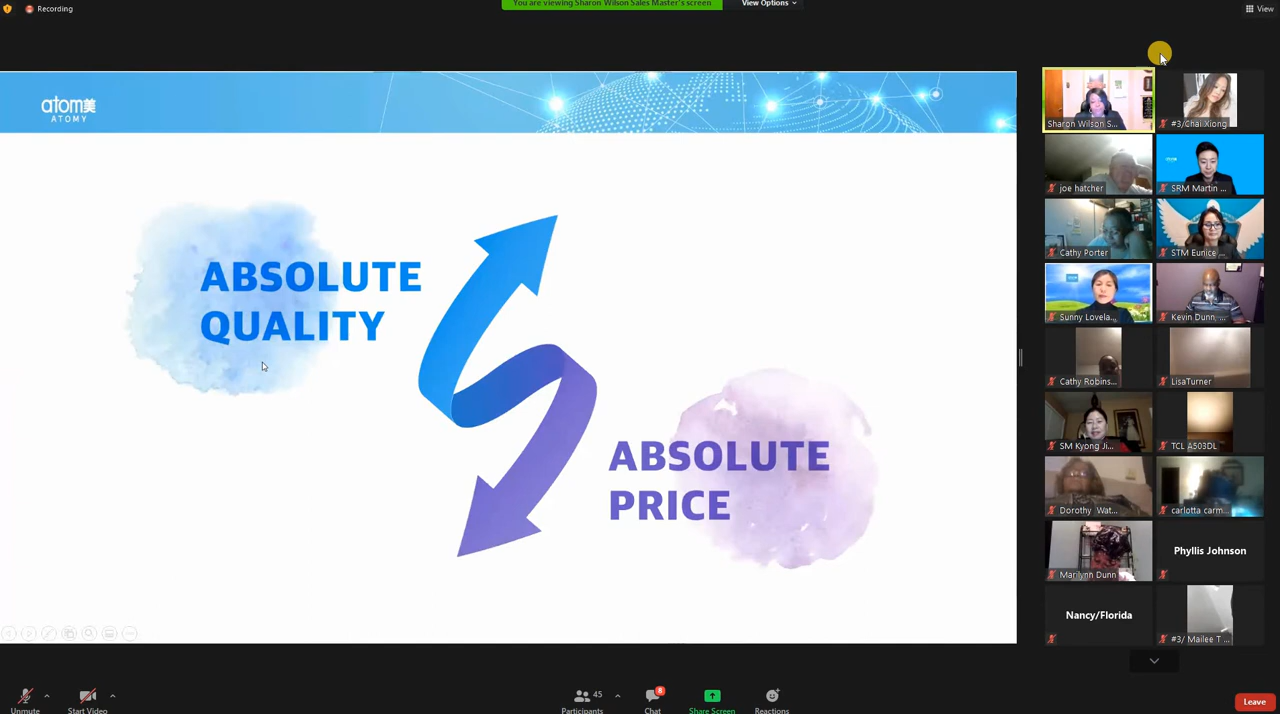 Recording
You are viewing Sharon Wilson Sales Master's screen
View Options
View
atom美
ATOMY
ABSOLUTE
QUALITY
ABSOLUTE
PRICE
Sharon Wilson S...
#3/Chai Xiong
joe hatcher
SRM Martin ...
Cathy Porter
STM Eunice ...
Sunny Lovela...
Kevin Dunn, ...
Cathy Robins...
LisaTurner
SM Kyong Ji...
TCL A503DL
Dorothy Wat...
carlotta carm...
Marilynn Dunn
Phyllis Johnson
Nancy/Florida
#3/ Mailee T ...
Unmute
Start Video
45
Participants
8
Chat
Share Screen
Reactions
Leave